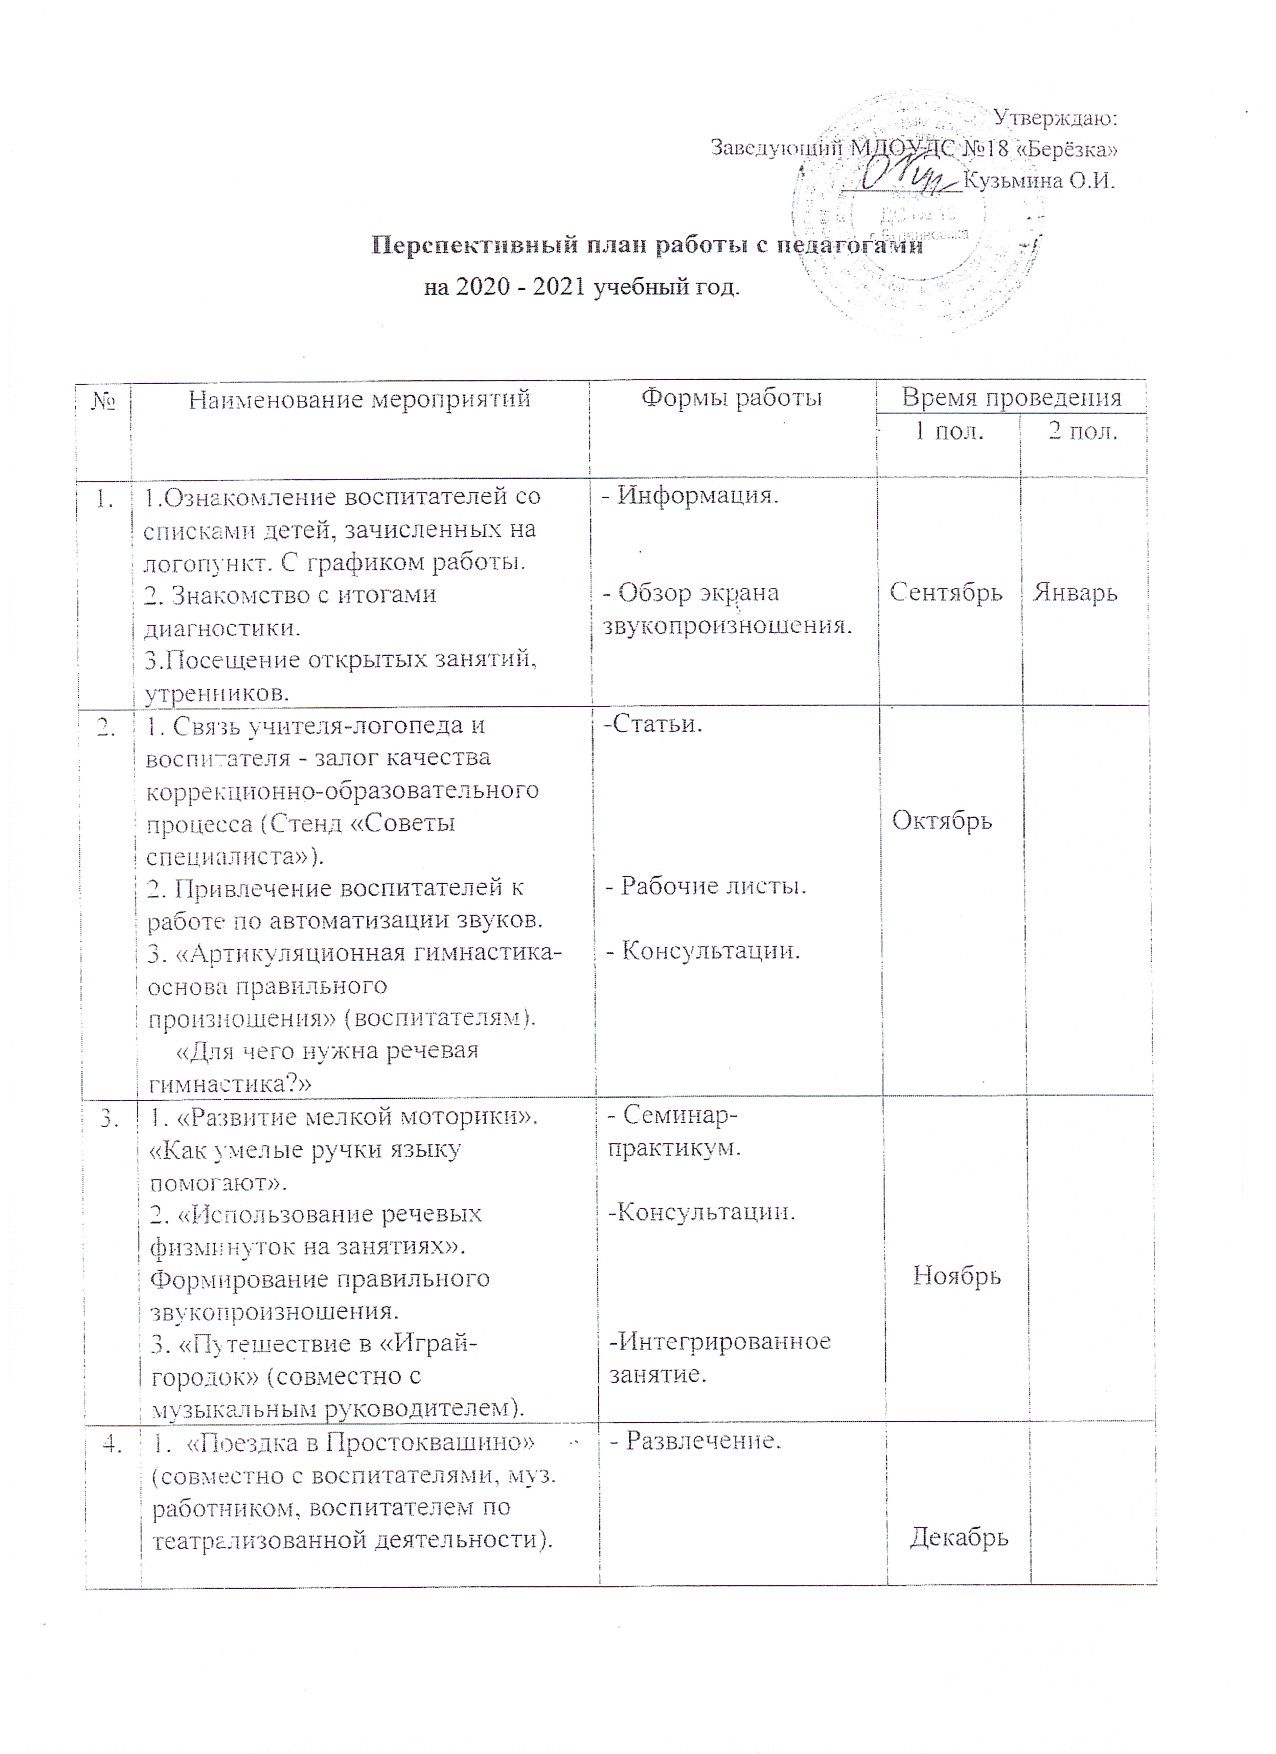 Утверждаю:
Заведующий МДОУДС №18 «Берёзка»
Кузьмина О.И.
Перспективный план работы с педагогами
на 2020 - 2021 учебный год.
№ Наименование мероприятий Формы работы Время проведения
1 пол. 2 пол.
1. 1.Ознакомление воспитателей со - Информация.
списками детей, зачисленных на
логопункт. С графиком работы.
2. Знакомство с итогами - Обзор экрана Сентябрь Январь
диагностики. звукопроизношения.
3.Посещение открытых занятий,
утренников.
2. 1. Связь учителя-логопеда и -Статьи.
воспитателя - залог качества
коррекционно-образовательного
процесса (Стенд «Советы Октябрь
специалиста»).
2. Привлечение воспитателей к - Рабочие листы.
работе по автоматизации звуков.
3. «Артикуляционная гимнастика- - Консультации.
основа правильного
произношения» (воспитателям).
«Для чего нужна речевая
гимнастика?»
3. 1. «Развитие мелкой моторики». - Семинар-
«Как умелые ручки языку практикум.
помогают».
2. «Использование речевых -Консультации.
физминуток на занятиях».
Формирование правильного Ноябрь
звукопроизношения.
3. «Путешествие в «Играй- -Интегрированное
городок» (совместно с занятие.
музыкальным руководителем).
4. 1. «Поездка в Простоквашино» - Развлечение.
(совместно с воспитателями, муз.
работником, воспитателем по
театрализованной деятельности). Декабрь